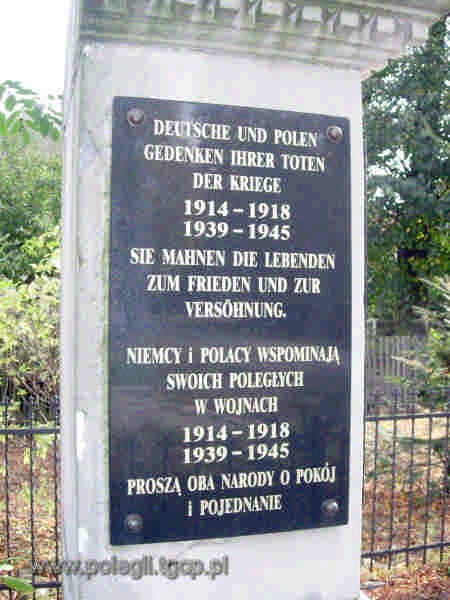 DEUTSCHE UND POLEN
GEDENKEN IHRER TOTEN
DER KRIEGE
1914 – 1918
1939 – 1945
SIE MAHNEN DIE LEBENDEN
ZUM FRIEDEN UND ZUR
VERSÖHNUNG.
NIEMCY i POLACY WSPOMINAJĄ
SWOICH POLEGŁYCH
W WOJNACH
1914 – 1918
1939 – 1945
PROSZĄ OBA NARODY O POKÓJ
i POJEDNANIE
www.polegli.tgcp.pl